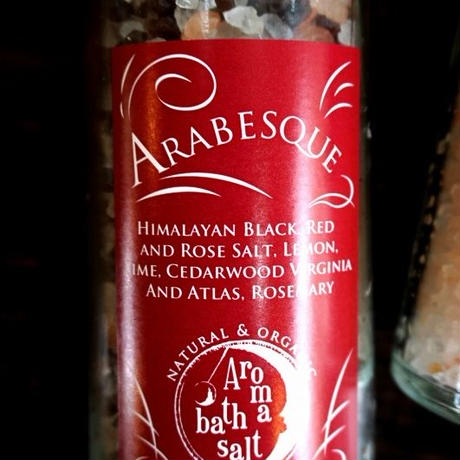 ARABESQUE
HIMALAYAN BLACK, RED
AND ROSE SALT, LEMON,
LIME, CEDARWOOD VIRGINIA
AND ATLAS, ROSEMARY
NATURAL & ORGANIC
Aroma
bath
salt